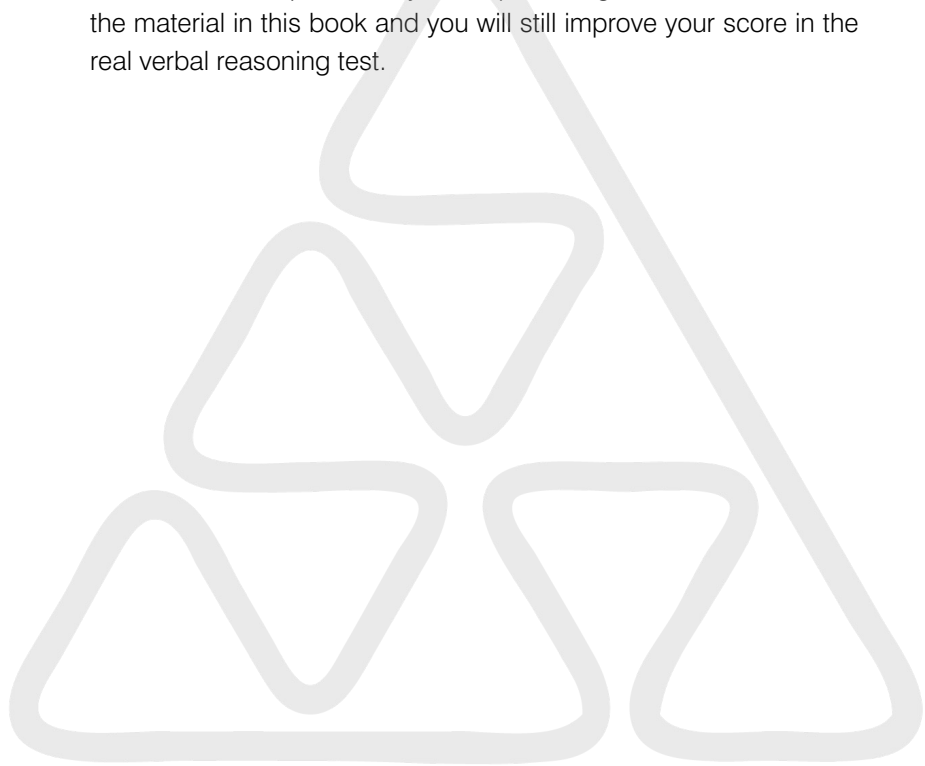 the material in this book and you will still improve your score in the
real verbal reasoning test.